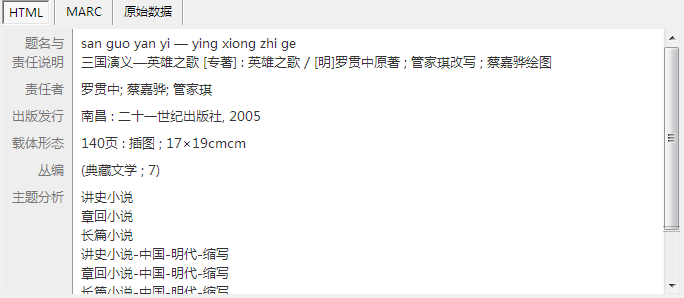 HTML MARC 原始数据
题名与 san guo yan yi — ying xiong zhi ge
责任说明 三国演义—英雄之歌 [专著] : 英雄之歌 / [明]罗贯中原著 ; 管家琪改写 ; 蔡嘉骅绘图
责任者 罗贯中; 蔡嘉骅; 管家琪
出版发行 南昌 : 二十一世纪出版社, 2005
载体形态 140页 : 插图 ; 17×19cmcm
丛编 (典藏文学 ; 7)
主题分析 讲史小说
章回小说
长篇小说
讲史小说-中国-明代-缩写
章回小说-中国-明代-缩写
长篇小说-中国-明代-缩写